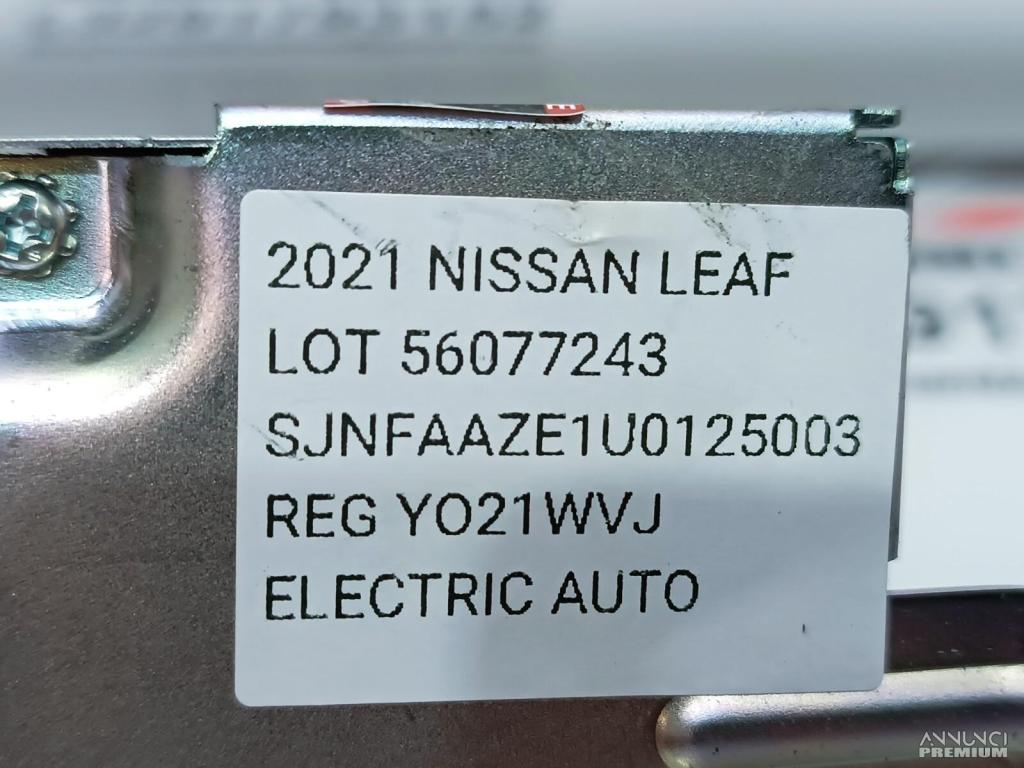 2021 NISSAN LEAF
LOT 56077243
SJNFAAZE1U0125003
REG YO21WVJ
ELECTRIC AUTO
ANNUNCI
PREMIUM